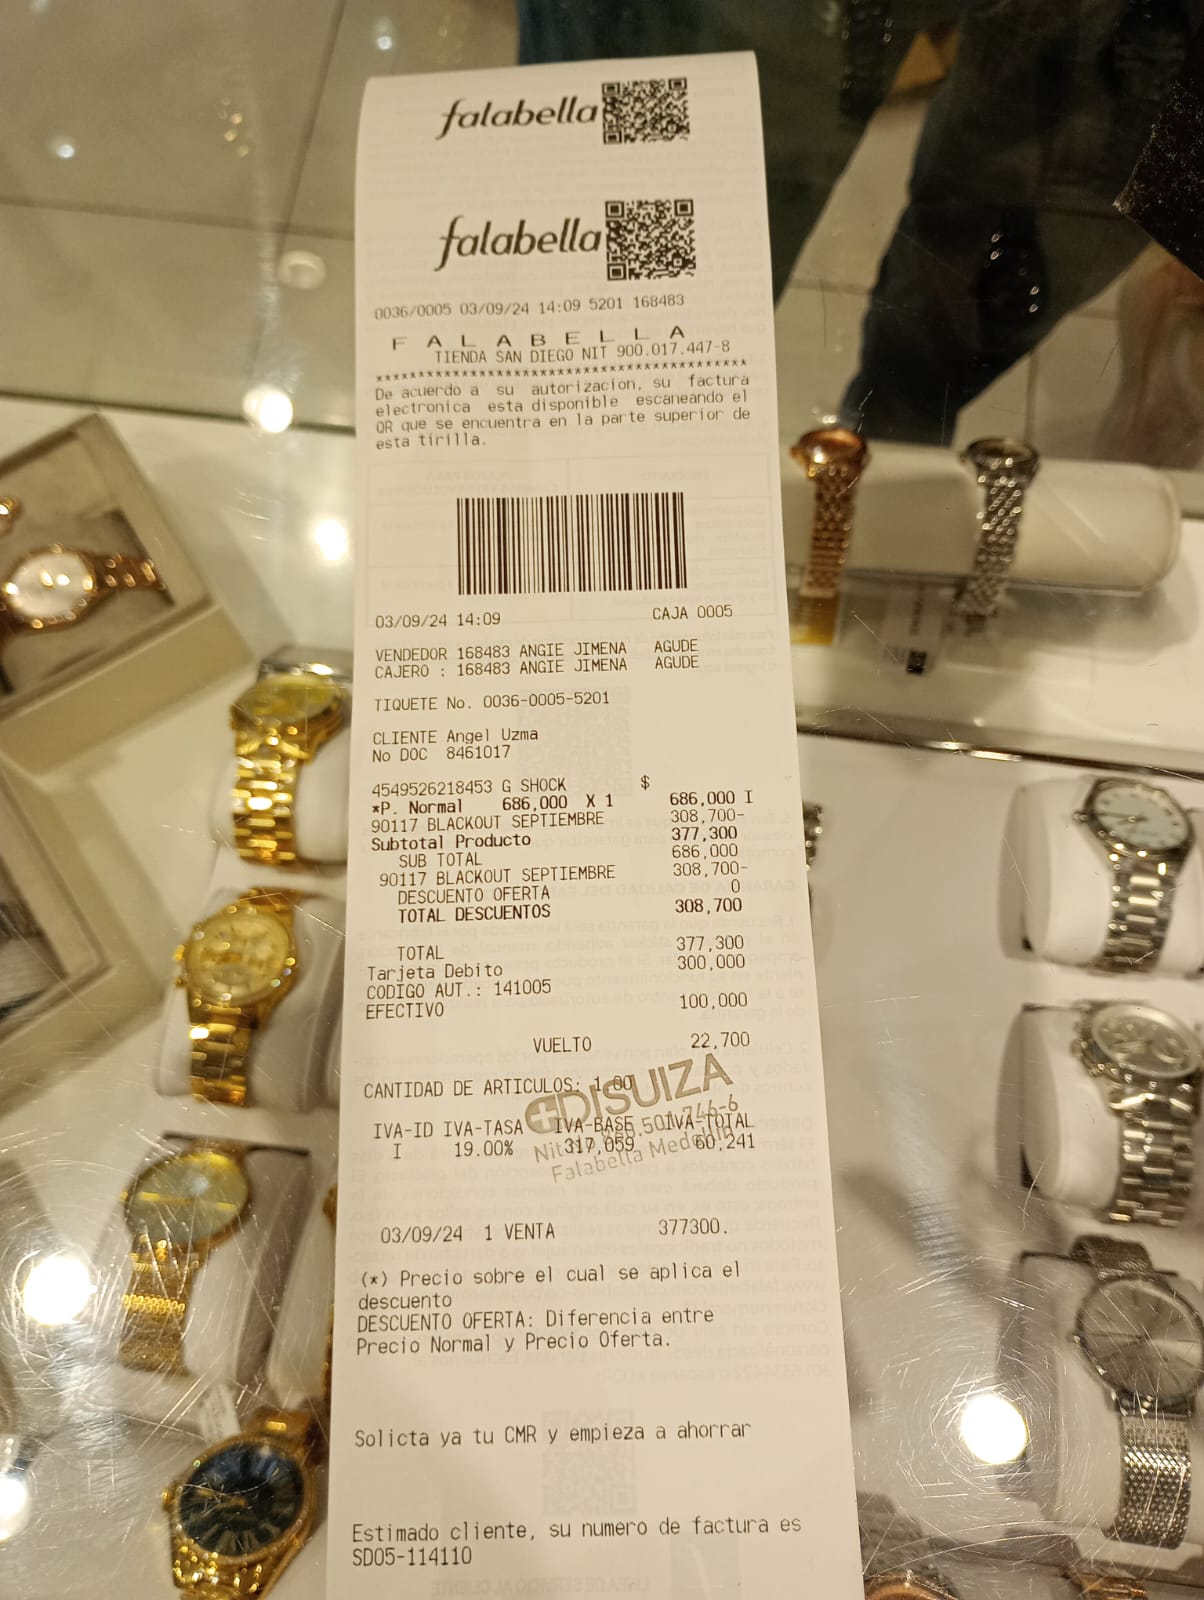 falabella
falabella
0036/0005 03/09/24 14:09 5201 168483
F A L A B E L L A
TIENDA SAN DIEGO NIT 900.017.447-8
******************************************
De acuerdo a su autorizacion, su factura
electronica esta disponible escaneando el
QR que se encuentra en la parte superior de
esta tirilla.
03/09/24 14:09 CAJA 0005
VENDEDOR 168483 ANGIE JIMENA AGUDE
CAJERO : 168483 ANGIE JIMENA AGUDE
TIQUETE No. 0036-0005-5201
CLIENTE Angel Uzma
No DOC 8461017
4549526218453 G SHOCK $
*P. Normal 686,000 X 1 686,000 I
90117 BLACKOUT SEPTIEMBRE 308,700-
Subtotal Producto 377,300
SUB TOTAL 686,000
90117 BLACKOUT SEPTIEMBRE 308,700-
DESCUENTO OFERTA 0
TOTAL DESCUENTOS 308,700
TOTAL 377,300
Tarjeta Debito 300,000
CODIGO AUT.: 141005
EFECTIVO 100,000
VUELTO 22,700
CANTIDAD DE ARTICULOS: 1.00
DISUIZA
IVA-ID IVA-TASA IVA-BASE IVA-TOTAL
I 19.00% 317,059 60,241
Falabella Medellín
03/09/24 1 VENTA 377300.
(*) Precio sobre el cual se aplica el
descuento
DESCUENTO OFERTA: Diferencia entre
Precio Normal y Precio Oferta.
Solicta ya tu CMR y empieza a ahorrar
Estimado cliente, su numero de factura es
SD05-114110